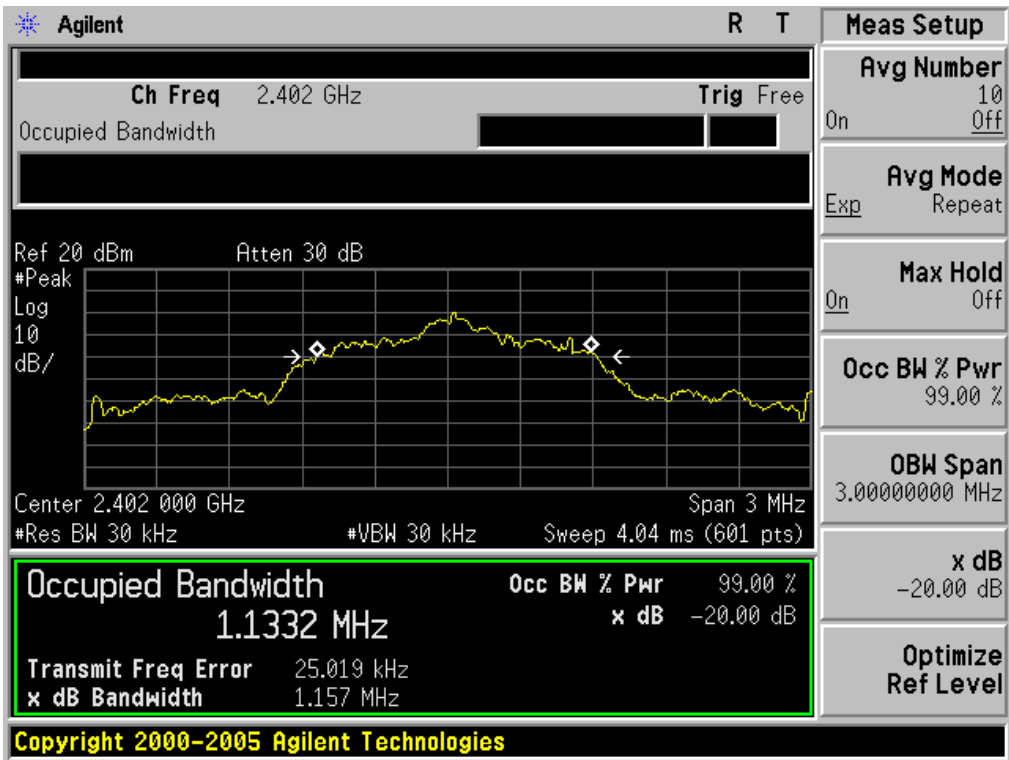 Agilent R T
Ch Freq 2.402 GHz Trig Free
Occupied Bandwidth
Ref 20 dBm Atten 30 dB
#Peak
Log
10
dB/
Center 2.402 000 GHz Span 3 MHz
#Res BW 30 kHz #VBW 30 kHz Sweep 4.04 ms (601 pts)
Occupied Bandwidth
1.1332 MHz
Occ BW % Pwr 99.00 %
x dB -20.00 dB
Transmit Freq Error 25.019 kHz
x dB Bandwidth 1.157 MHz
Copyright 2000-2005 Agilent Technologies
Meas Setup
Avg Number
10
On Off
Avg Mode
Exp Repeat
Max Hold
On Off
Occ BW % Pwr
99.00 %
OBW Span
3.00000000 MHz
x dB
-20.00 dB
Optimize
Ref Level